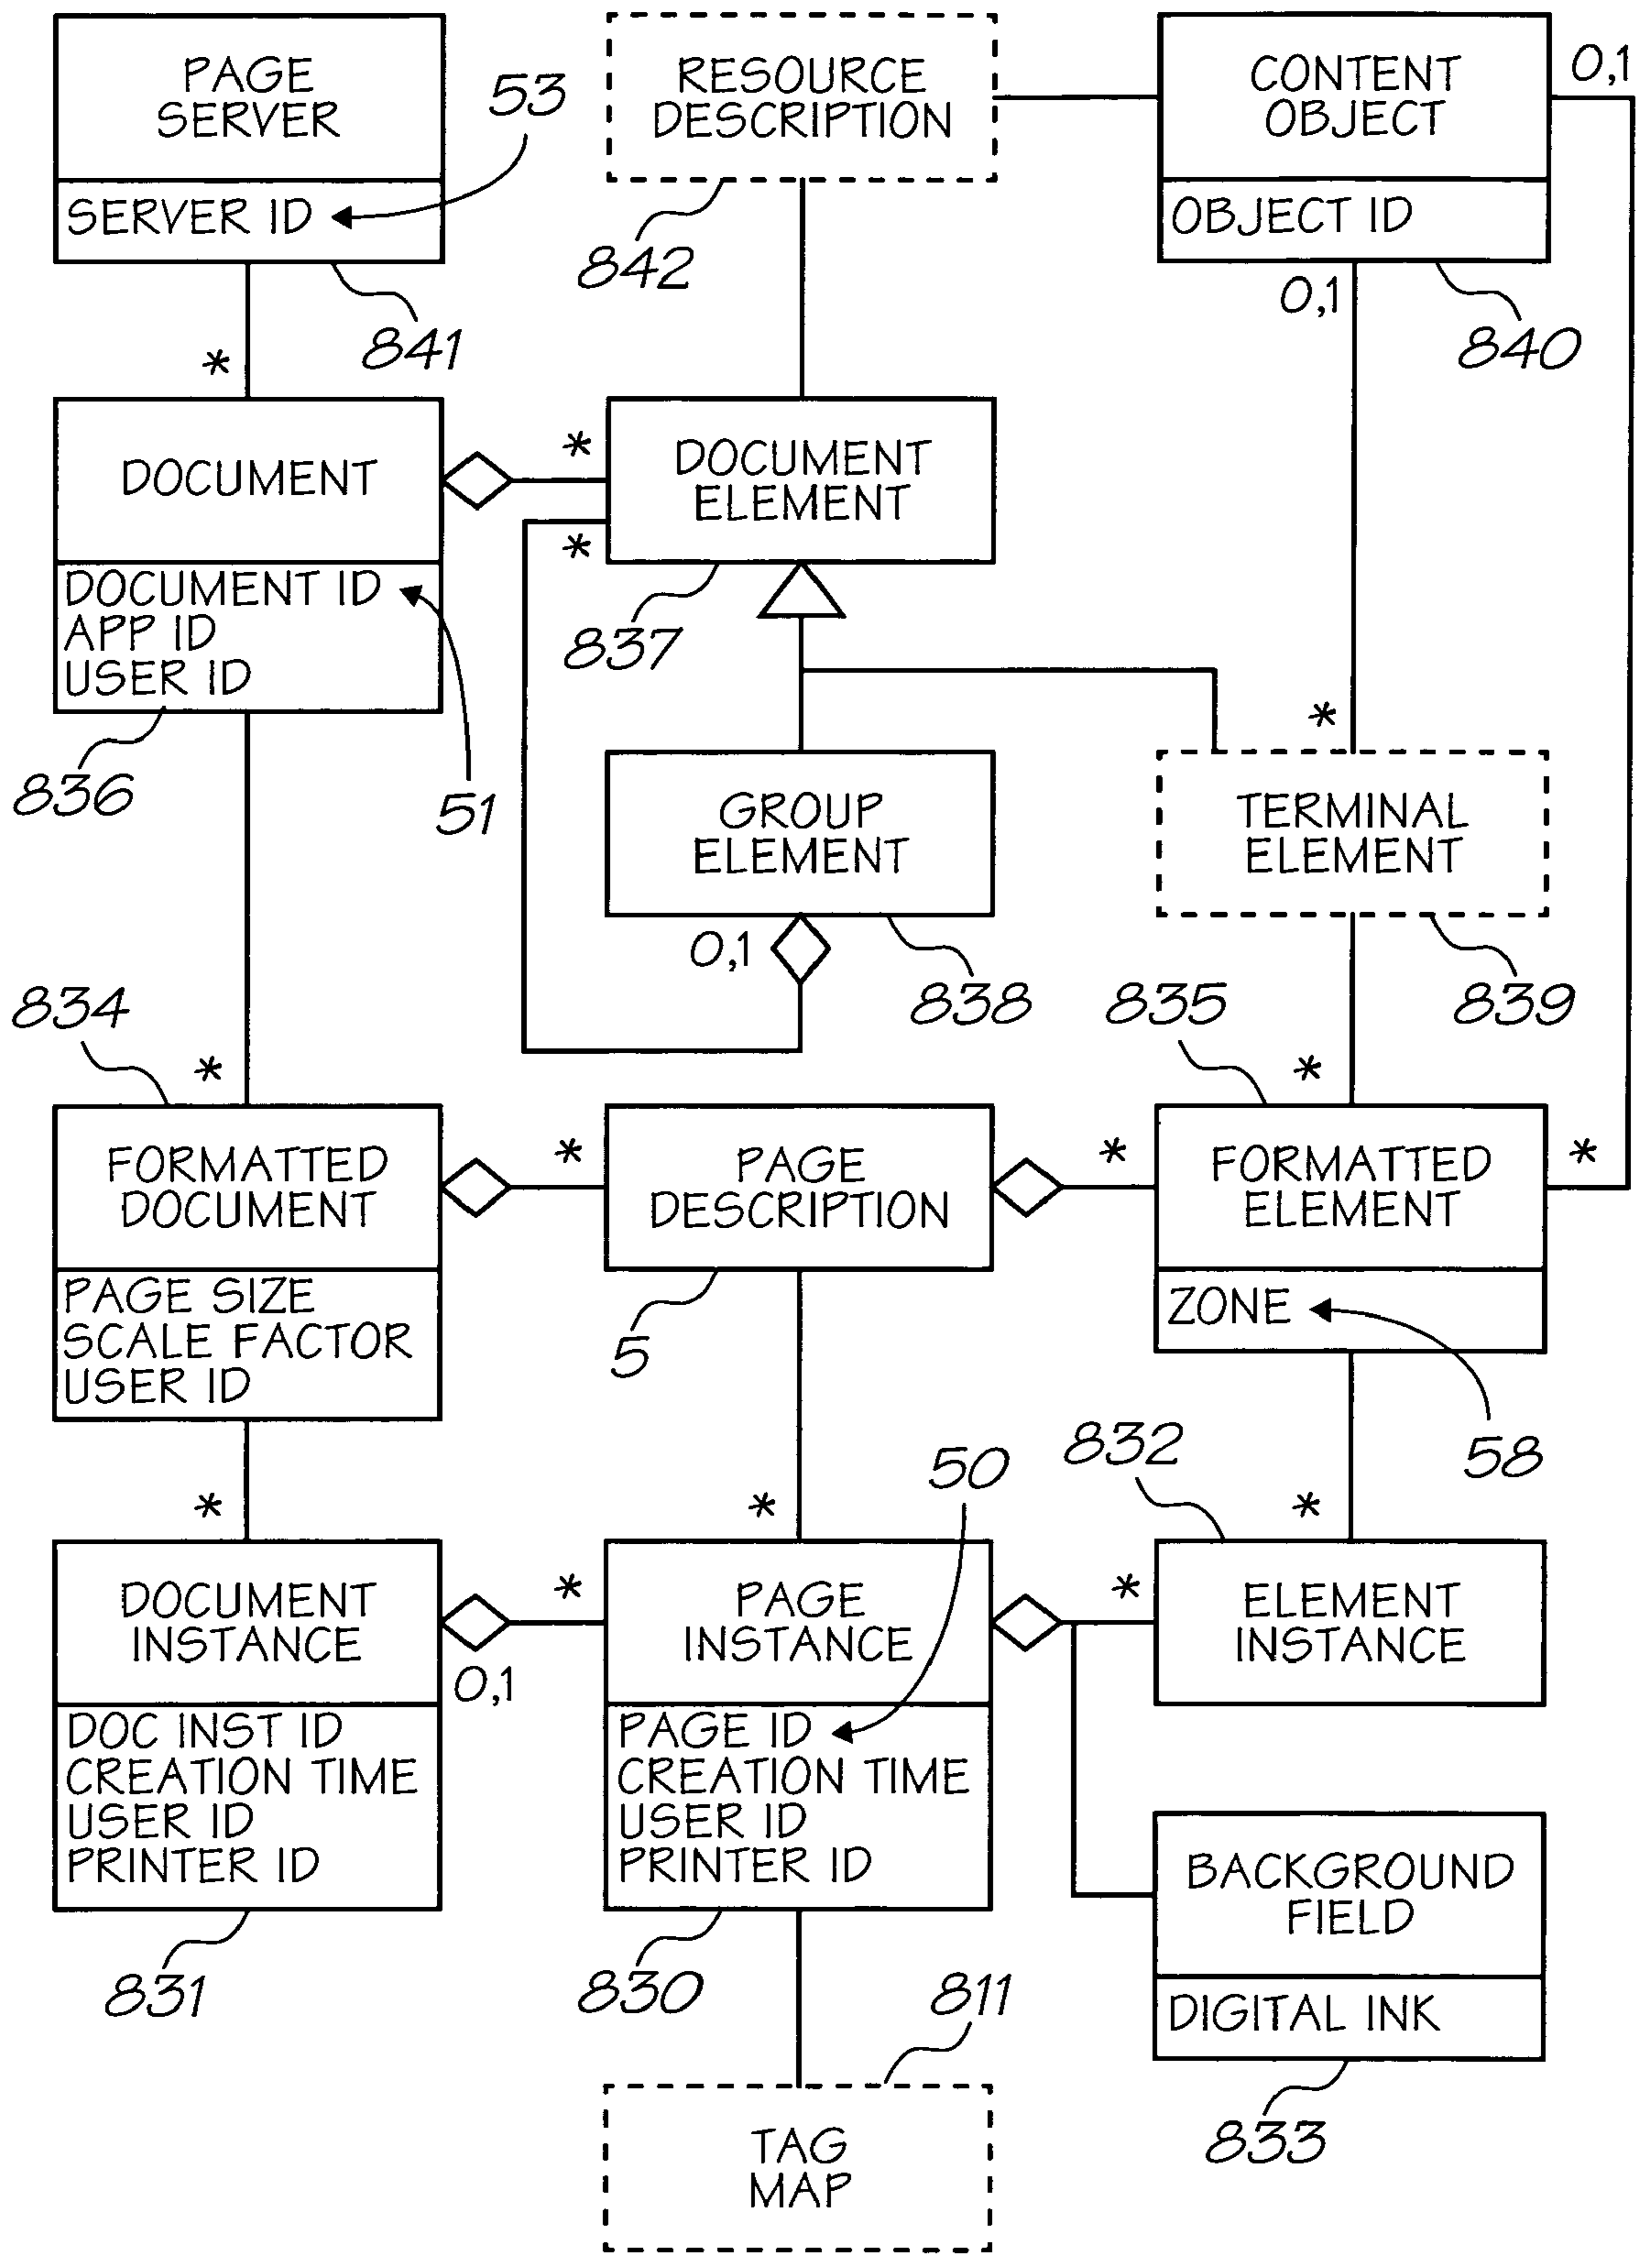 PAGE
SERVER
SERVER ID
53
841
RESOURCE
DESCRIPTION
842
CONTENT
OBJECT
OBJECT ID
0,1
0,1
840
*
DOCUMENT
DOCUMENT ID
APP ID
USER ID
836
51
*
*
DOCUMENT
ELEMENT
837
GROUP
ELEMENT
0,1
838
*
TERMINAL
ELEMENT
839
834
*
FORMATTED
DOCUMENT
PAGE SIZE
SCALE FACTOR
USER ID
*
PAGE
DESCRIPTION
5
835
*
*
*
FORMATTED
ELEMENT
ZONE
58
*
DOCUMENT
INSTANCE
DOC INST ID
CREATION TIME
USER ID
PRINTER ID
831
0,1
*
*
50
PAGE
INSTANCE
PAGE ID
CREATION TIME
USER ID
PRINTER ID
830
832
*
*
ELEMENT
INSTANCE
BACKGROUND
FIELD
DIGITAL INK
833
811
TAG
MAP